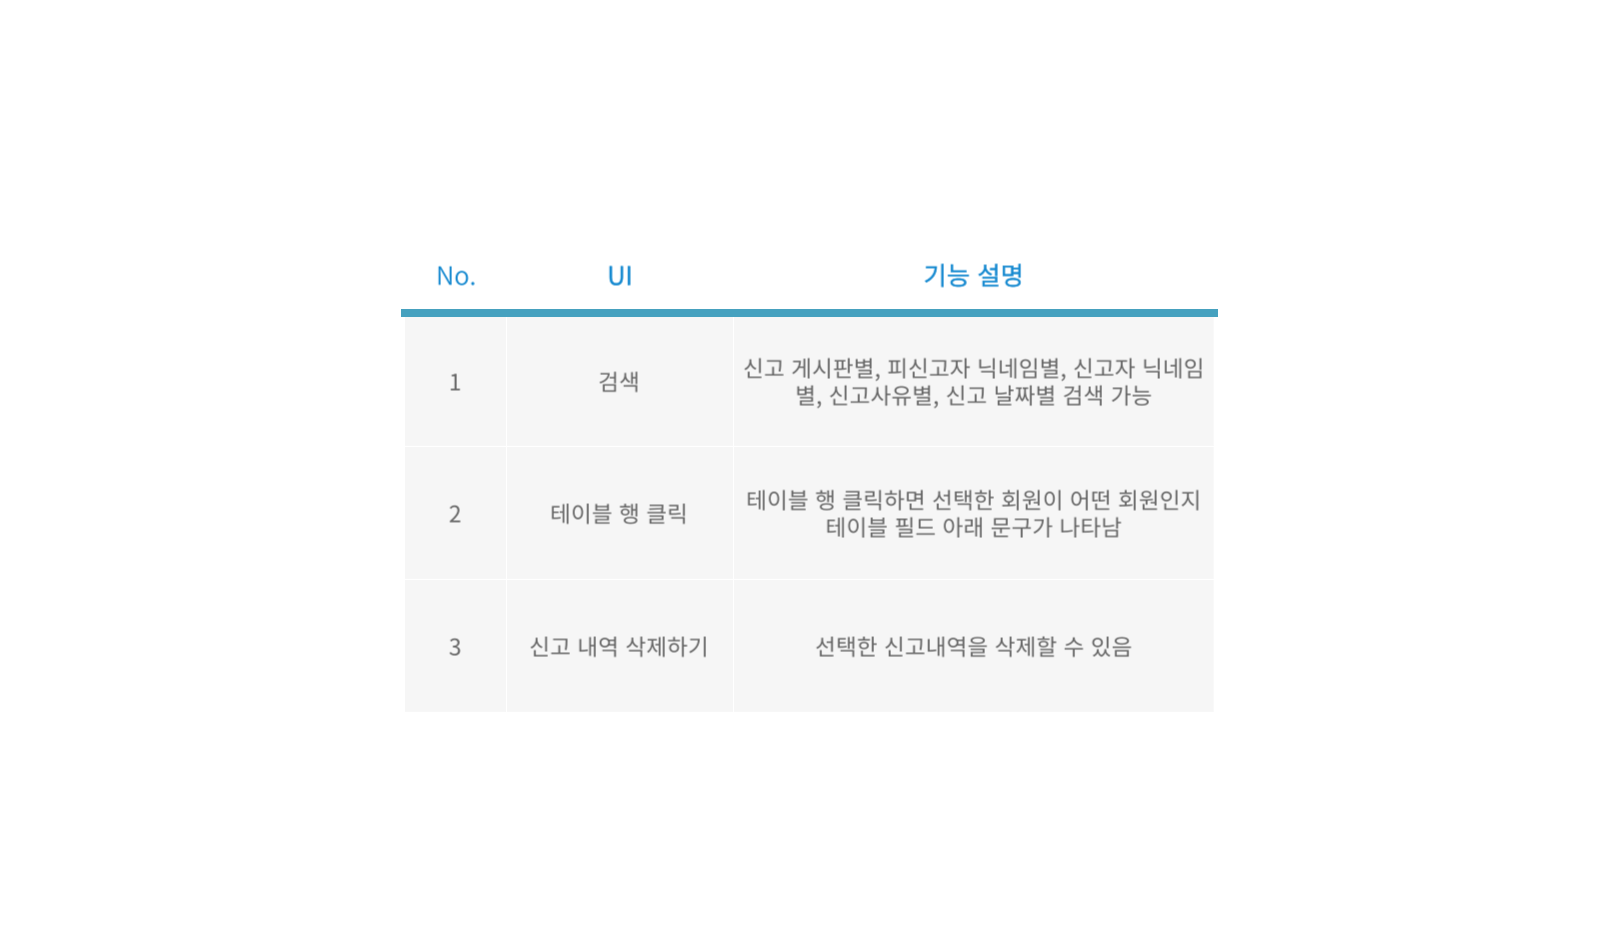 No. UI 기능 설명
1 검색 신고 게시판별, 피신고자 닉네임별, 신고자 닉네임
별, 신고사유별, 신고 날짜별 검색 가능
2 테이블 행 클릭 테이블 행 클릭하면 선택한 회원이 어떤 회원인지
테이블 필드 아래 문구가 나타남
3 신고 내역 삭제하기 선택한 신고내역을 삭제할 수 있음